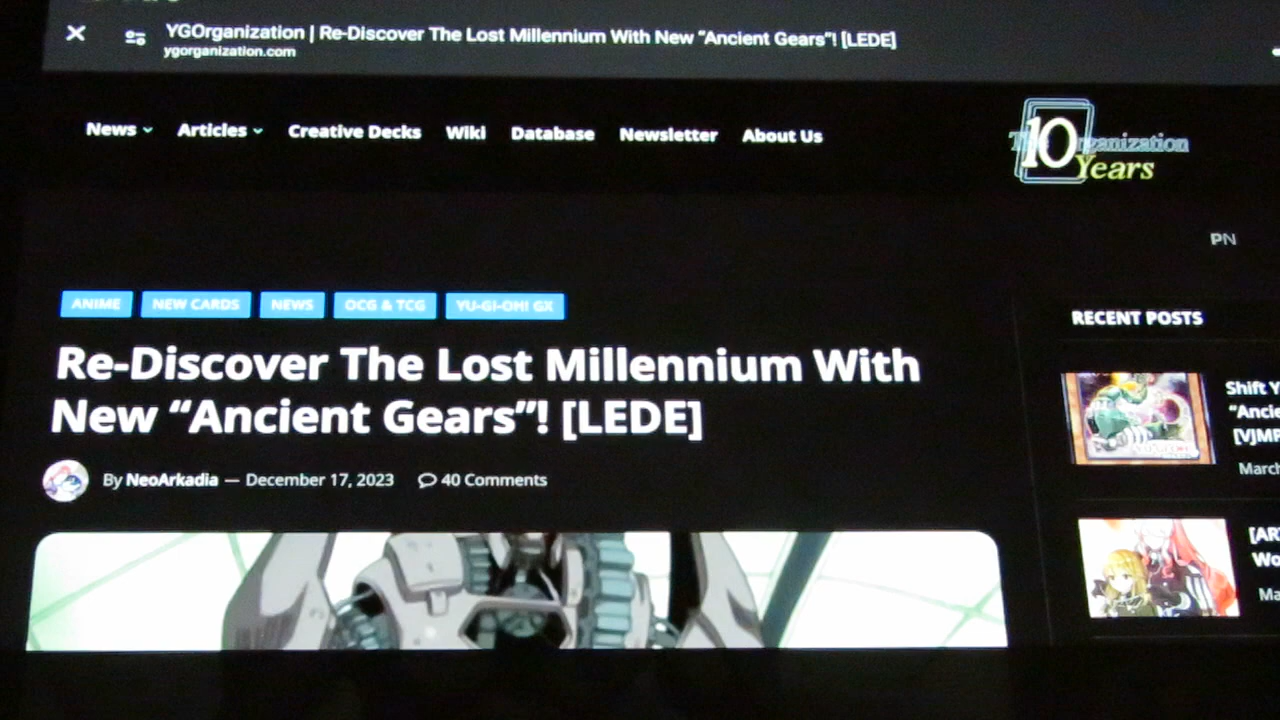 YGOrganization | Re-Discover The Lost Millennium With New “Ancient Gears”! [LEDE]
ygorganization.com
News
Articles
Creative Decks
Wiki
Database
Newsletter
About Us
10
rganization
Years
PN
ANIME
NEW CARDS
NEWS
OCG & TCG
YU-GI-OH! GX
Re-Discover The Lost Millennium With
New “Ancient Gears”! [LEDE]
By NeoArkadia — December 17, 2023
40 Comments
RECENT POSTS
Shift Y
“Ancie
[VJMP
March
[AR
Wo
Ma